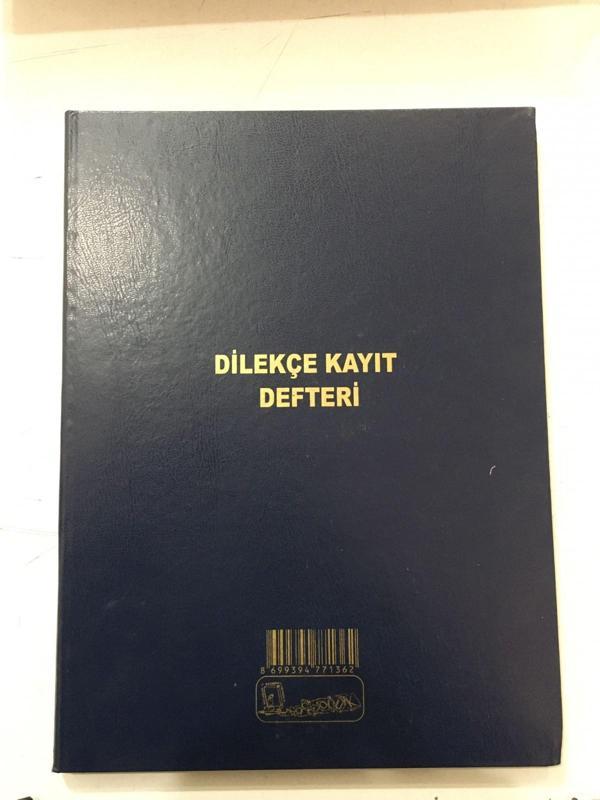 DİLEKÇE KAYIT
DEFTERİ
8 699394 771362